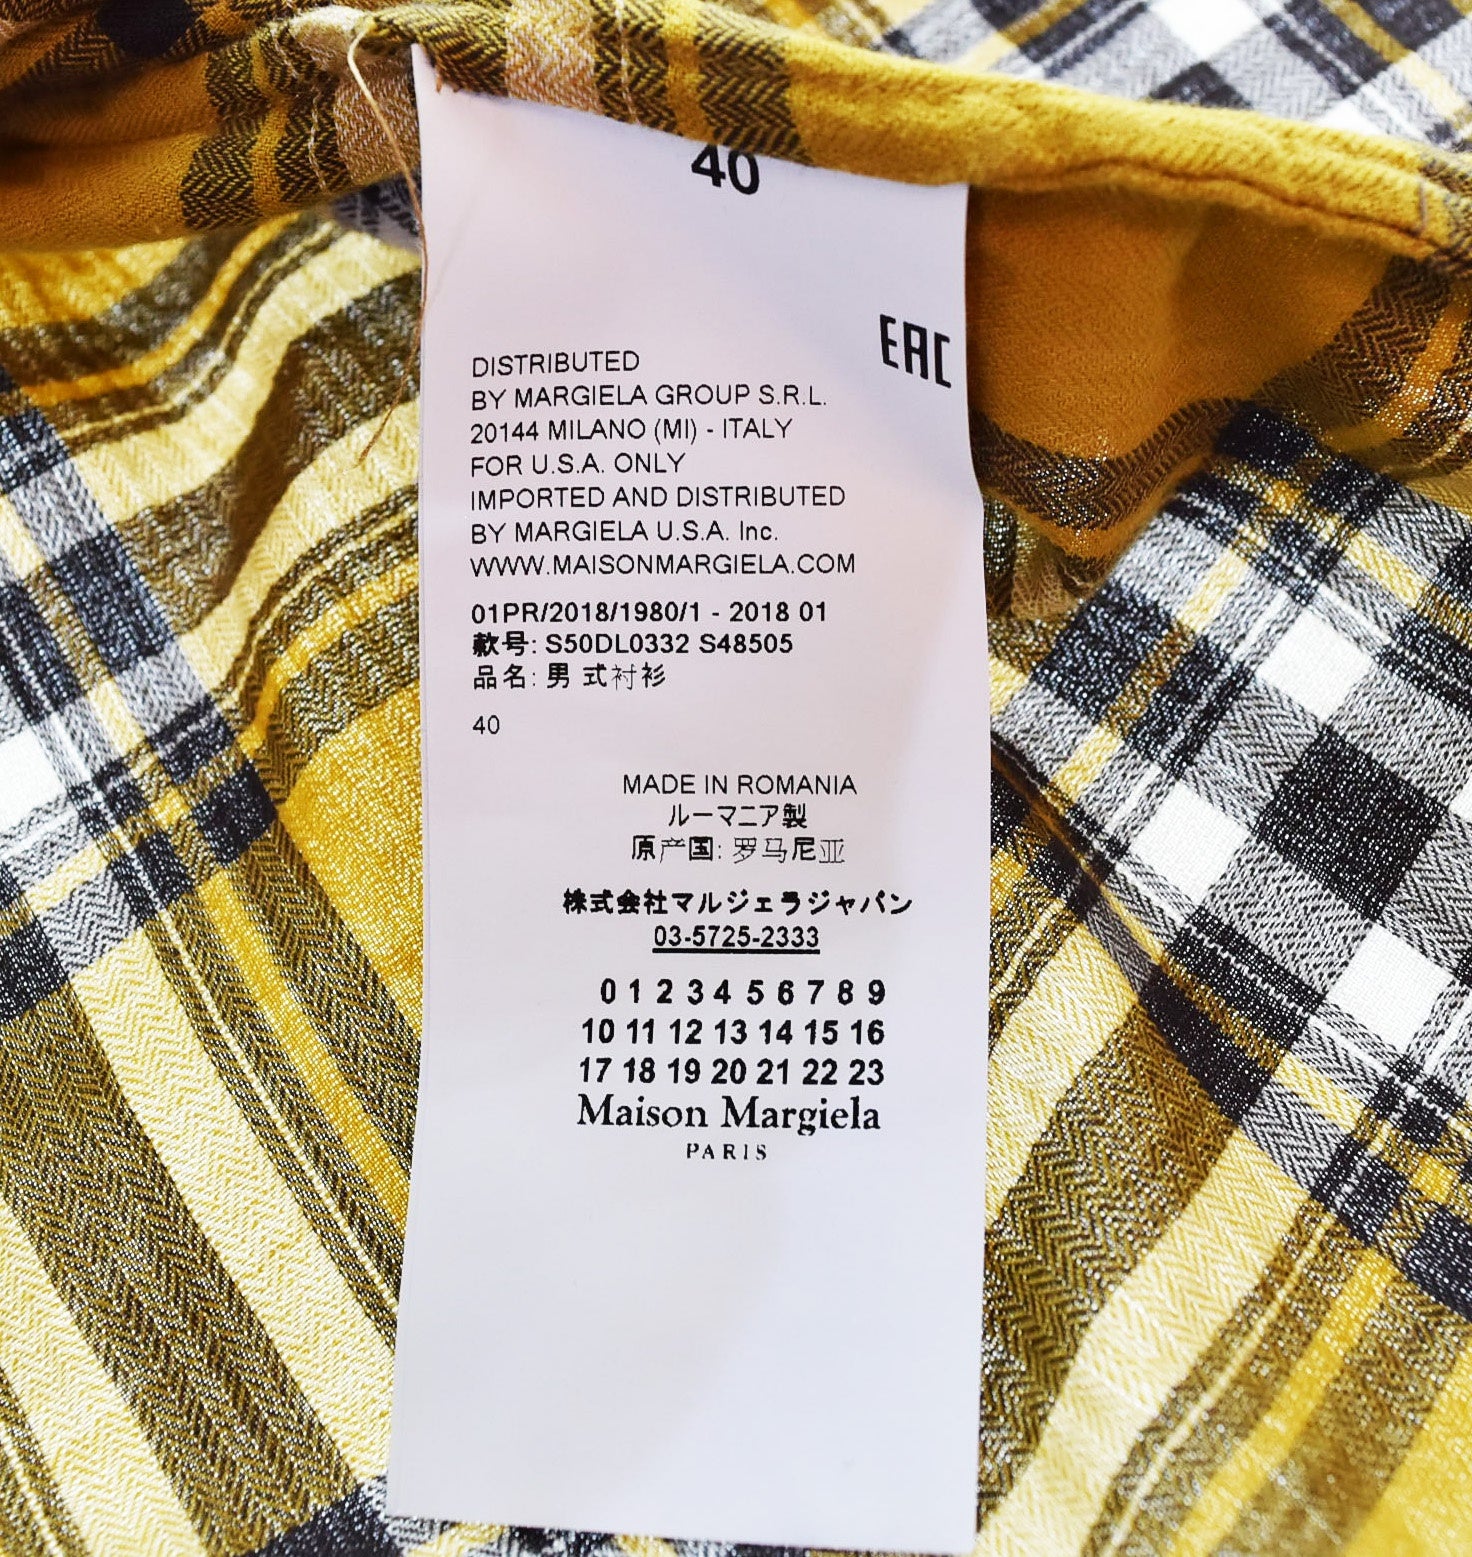 40
EAC
DISTRIBUTED
BY MARGIELA GROUP S.R.L.
20144 MILANO (MI) - ITALY
FOR U.S.A. ONLY
IMPORTED AND DISTRIBUTED
BY MARGIELA U.S.A. Inc.
WWW.MAISONMARGIELA.COM
01PR/2018/1980/1 - 2018 01
款号: S50DL0332 S48505
品名: 男 式衬衫
40
MADE IN ROMANIA
ルーマニア製
原产国: 罗马尼亚
株式会社マルジェラジャパン
03-5725-2333
0 1 2 3 4 5 6 7 8 9
10 11 12 13 14 15 16
17 18 19 20 21 22 23
Maison Margiela
PARIS